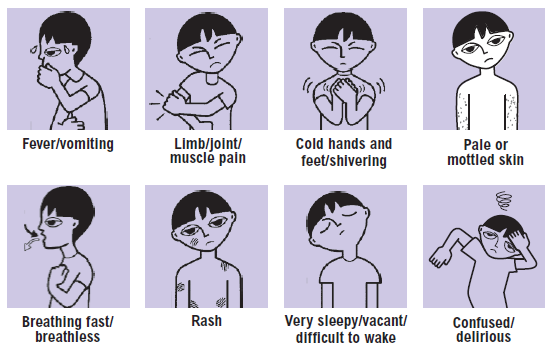 Fever/vomiting
Limb/joint/
muscle pain
Cold hands and
feet/shivering
Pale or
mottled skin
Breathing fast/
breathless
Rash
Very sleepy/vacant/
difficult to wake
Confused/
delirious